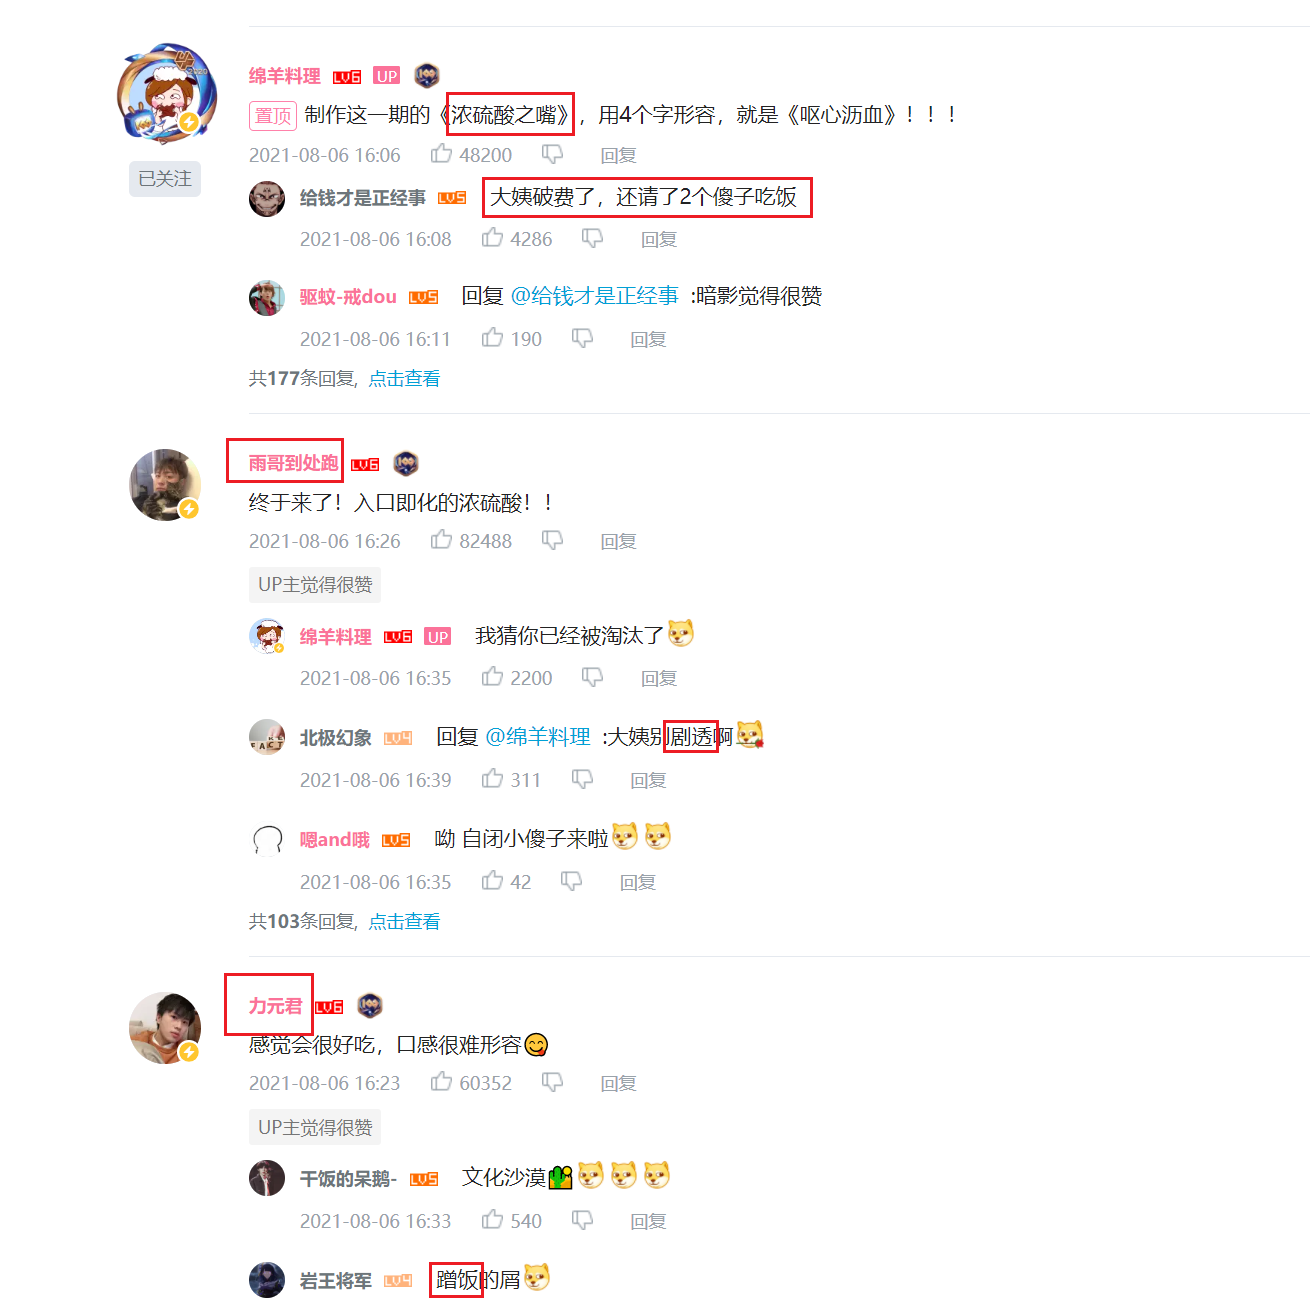 绵羊料理 LV6 UP 100
置顶 制作这一期的《浓硫酸之嘴》，用4个字形容，就是《呕心沥血》！！！
2021-08-06 16:06 48200 回复
已关注
给钱才是正经事 LV5 大姨破费了，还请了2个傻子吃饭
2021-08-06 16:08 4286 回复
驱蚊-戒dou LV5 回复 @给钱才是正经事 :暗影觉得很赞
2021-08-06 16:11 190 回复
共177条回复, 点击查看
雨哥到处跑 LV6 100
终于来了！入口即化的浓硫酸！！
2021-08-06 16:26 82488 回复
UP主觉得很赞
绵羊料理 LV6 UP 我猜你已经被淘汰了
2021-08-06 16:35 2200 回复
北极幻象 LV4 回复 @绵羊料理 :大姨别剧透啊
2021-08-06 16:39 311 回复
嗯and哦 LV5 呦 自闭小傻子来啦
2021-08-06 16:35 42 回复
共103条回复, 点击查看
力元君 LV6 100
感觉会很好吃，口感很难形容
2021-08-06 16:23 60352 回复
UP主觉得很赞
干饭的呆鹅- LV5 文化沙漠
2021-08-06 16:33 540 回复
岩王将军 LV4 蹭饭的屑